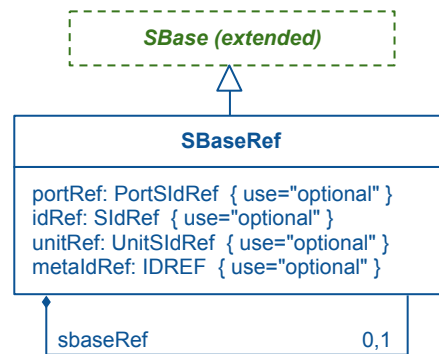 SBase (extended)
SBaseRef
portRef: PortSIdRef { use="optional" }
idRef: SIdRef { use="optional" }
unitRef: UnitSIdRef { use="optional" }
metaIdRef: IDREF { use="optional" }
sbaseRef 0,1